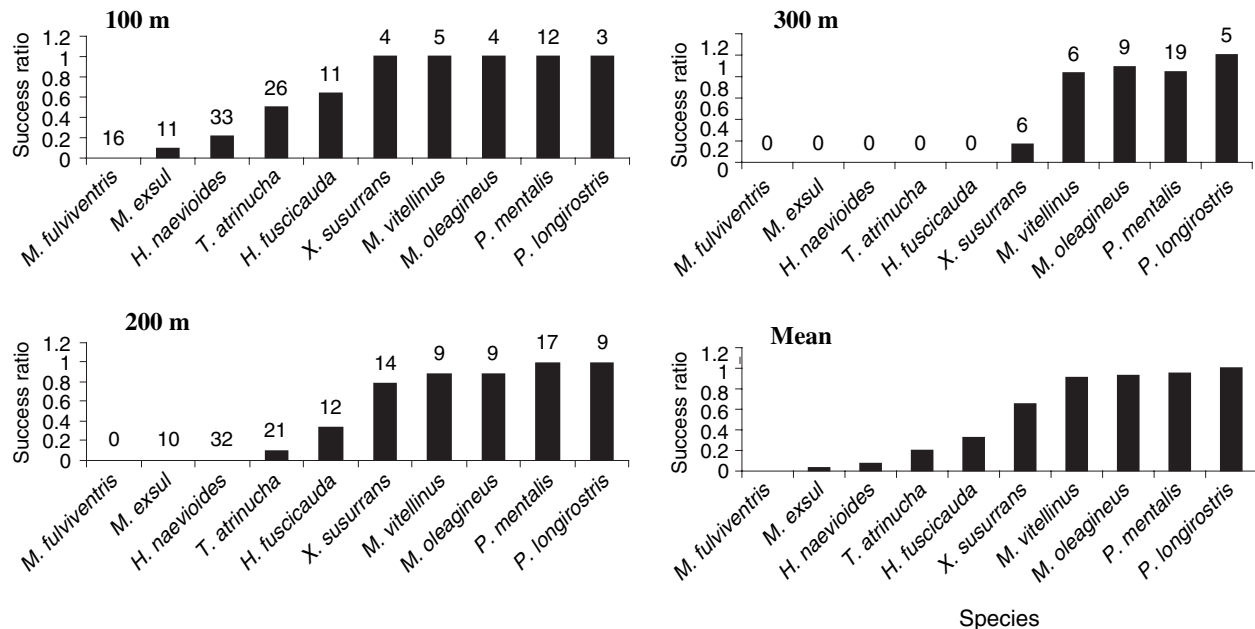 100 m
Success ratio
1.2
1
0.8
0.6
0.4
0.2
0
16 11 33 26 11 4 5 4 12 3
M. fulviventris
M. exsul
H. naevioides
T. atrinucha
H. fuscicauda
X. susurrans
M. vitellinus
M. oleagineus
P. mentalis
P. longirostris
300 m
Success ratio
1.2
1
0.8
0.6
0.4
0.2
0
0 0 0 0 0 6 6 9 19 5
M. fulviventris
M. exsul
H. naevioides
T. atrinucha
H. fuscicauda
X. susurrans
M. vitellinus
M. oleagineus
P. mentalis
P. longirostris
200 m
Success ratio
1.2
1
0.8
0.6
0.4
0.2
0
0 10 32 21 12 14 9 9 17 9
M. fulviventris
M. exsul
H. naevioides
T. atrinucha
H. fuscicauda
X. susurrans
M. vitellinus
M. oleagineus
P. mentalis
P. longirostris
Mean
Success ratio
1.2
1
0.8
0.6
0.4
0.2
0
M. fulviventris
M. exsul
H. naevioides
T. atrinucha
H. fuscicauda
X. susurrans
M. vitellinus
M. oleagineus
P. mentalis
P. longirostris
Species